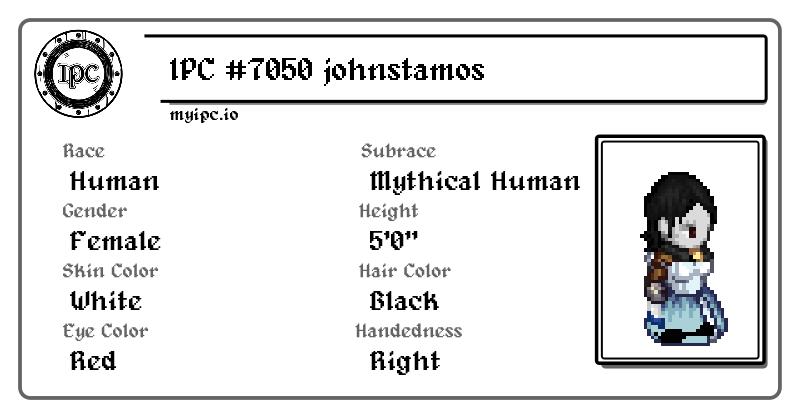 IPC
IPC #7050 johnstamos
myipc.io
Race
Subrace
Human
Mythical Human
Gender
Height
Female
5'0"
Skin Color
Hair Color
White
Black
Eye Color
Handedness
Red
Right